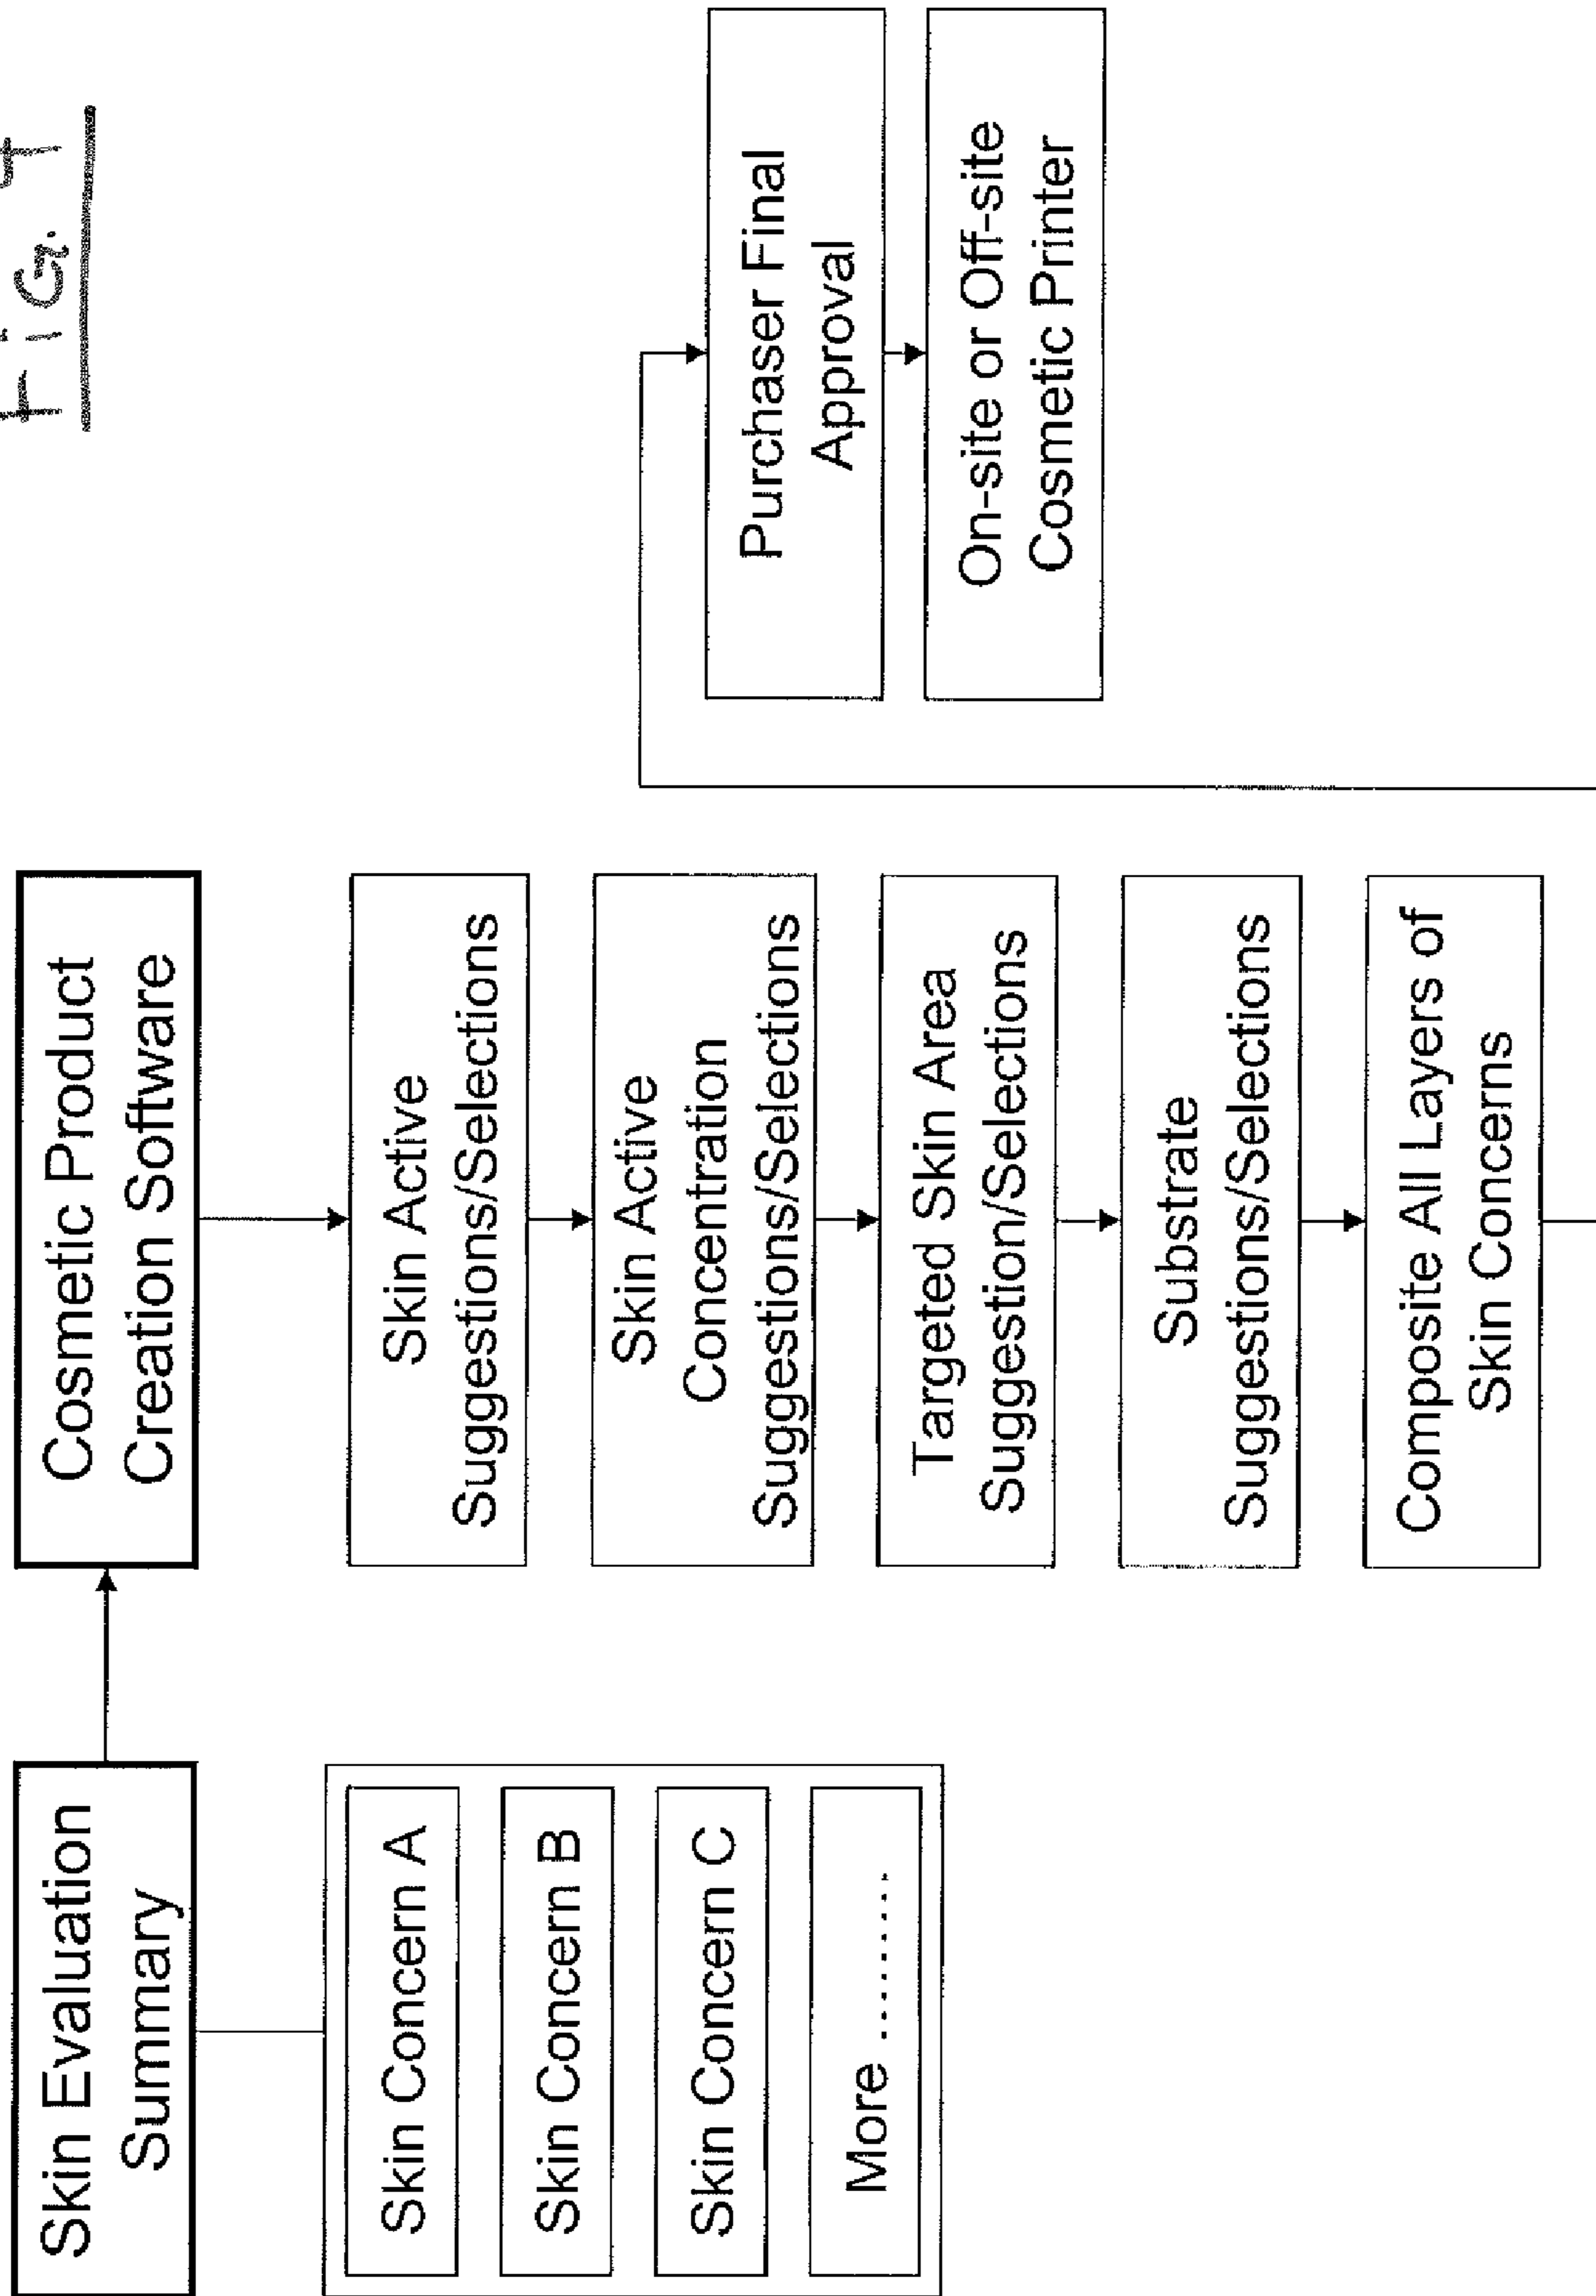 FiG. 4
Skin Evaluation
Summary
Skin Concern A
Skin Concern B
Skin Concern C
More .........
Cosmetic Product
Creation Software
Skin Active
Suggestions/Selections
Skin Active
Concentration
Suggestions/Selections
Targeted Skin Area
Suggestion/Selections
Substrate
Suggestions/Selections
Composite All Layers of
Skin Concerns
Purchaser Final
Approval
On-site or Off-site
Cosmetic Printer